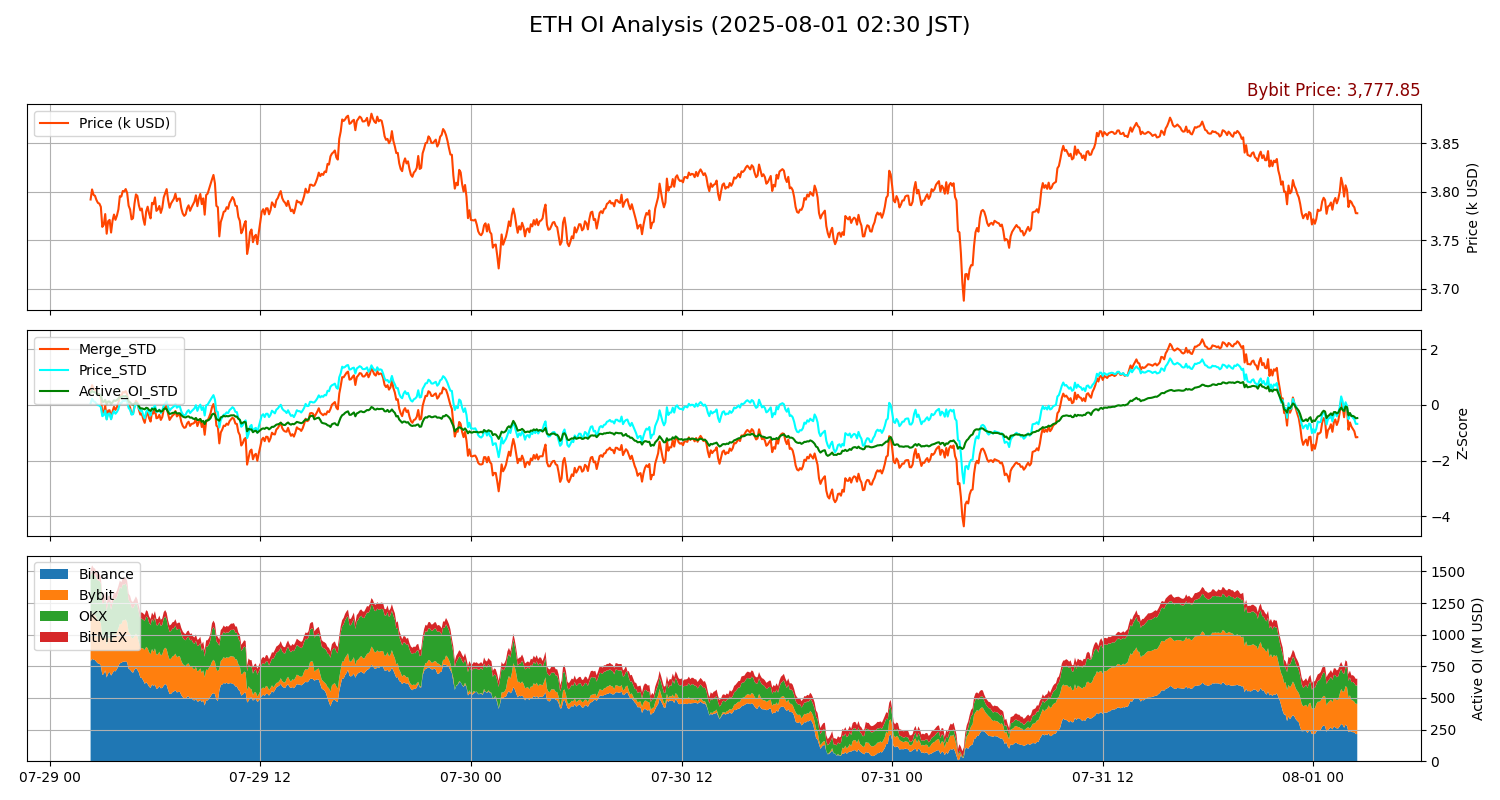 ETH OI Analysis (2025-08-01 02:30 JST)
Bybit Price: 3,777.85
Price (k USD)
3.85
3.80
3.75
3.70
Price (k USD)
Merge_STD
Price_STD
Active_OI_STD
2
0
−2
−4
Z-Score
Binance
Bybit
OKX
BitMEX
1500
1250
1000
750
500
250
0
Active OI (M USD)
07-29 00
07-29 12
07-30 00
07-30 12
07-31 00
07-31 12
08-01 00